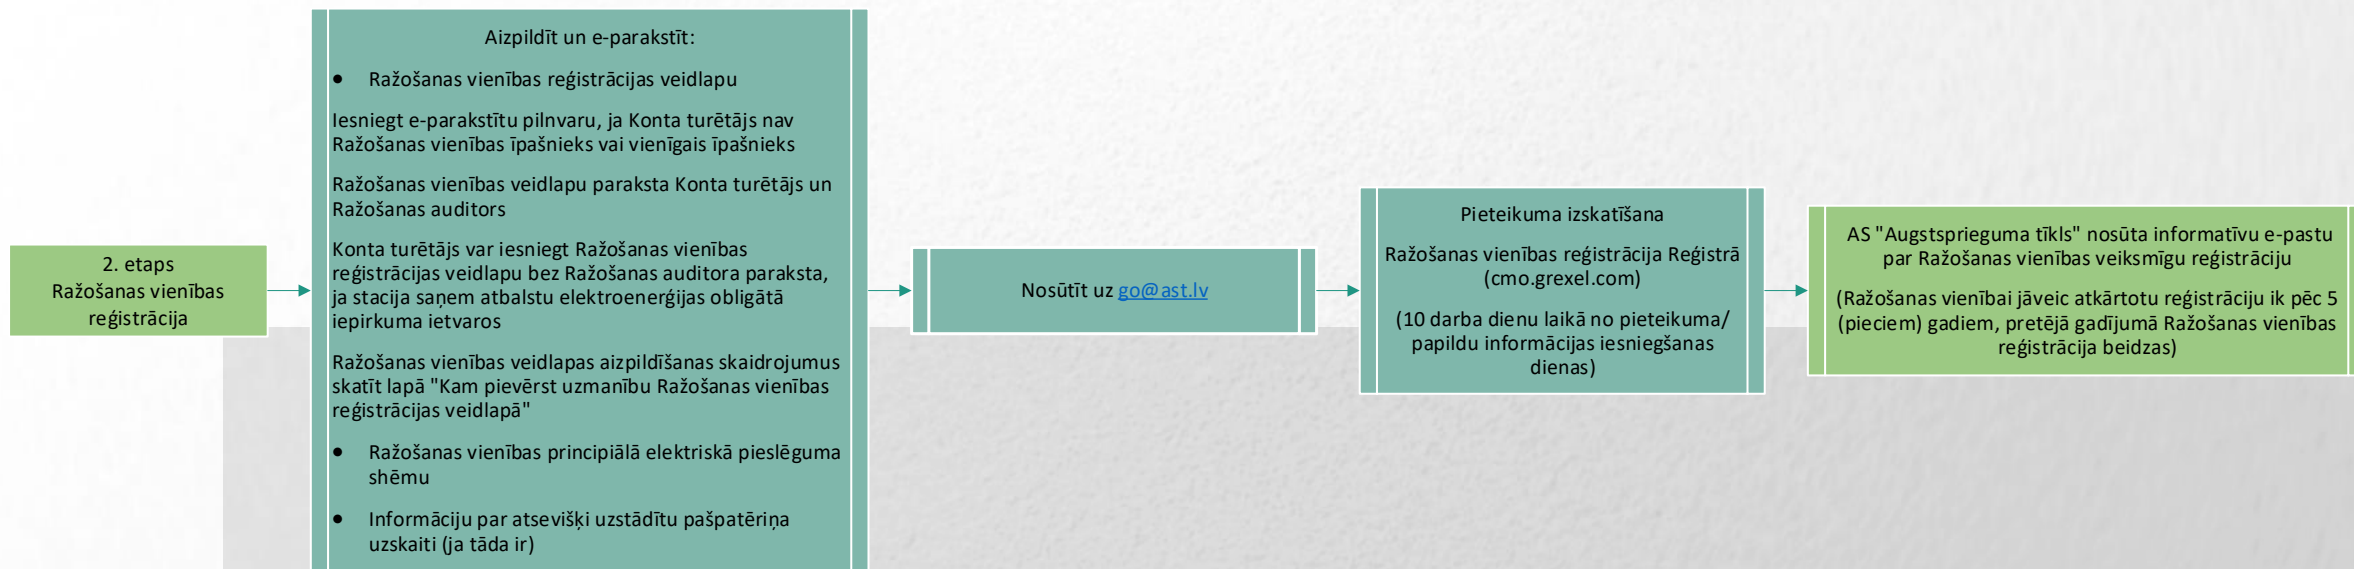 2. etaps
Ražošanas vienības
reģistrācija
Aizpildīt un e-parakstīt:
• Ražošanas vienības reģistrācijas veidlapu
Iesniegt e-parakstītu pilnvaru, ja Konta turētājs nav
Ražošanas vienības īpašnieks vai vienīgais īpašnieks
Ražošanas vienības veidlapu paraksta Konta turētājs un
Ražošanas auditors
Konta turētājs var iesniegt Ražošanas vienības
reģistrācijas veidlapu bez Ražošanas auditora paraksta,
ja stacija saņem atbalstu elektroenerģijas obligātā
iepirkuma ietvaros
Ražošanas vienības veidlapas aizpildīšanas skaidrojumus
skatīt lapā "Kam pievērst uzmanību Ražošanas vienības
reģistrācijas veidlapā"
• Ražošanas vienības principiālā elektriskā pieslēguma
shēmu
• Informāciju par atsevišķi uzstādītu pašpatēriņa
uzskaiti (ja tāda ir)
Nosūtīt uz go@ast.lv
Pieteikuma izskatīšana
Ražošanas vienības reģistrācija Reģistrā
(cmo.grexel.com)
(10 darba dienu laikā no pieteikuma/
papildu informācijas iesniegšanas
dienas)
AS "Augstsprieguma tīkls" nosūta informatīvu e-pastu
par Ražošanas vienības veiksmīgu reģistrāciju
(Ražošanas vienībai jāveic atkārtotu reģistrāciju ik pēc 5
(pieciem) gadiem, pretējā gadījumā Ražošanas vienības
reģistrācija beidzas)